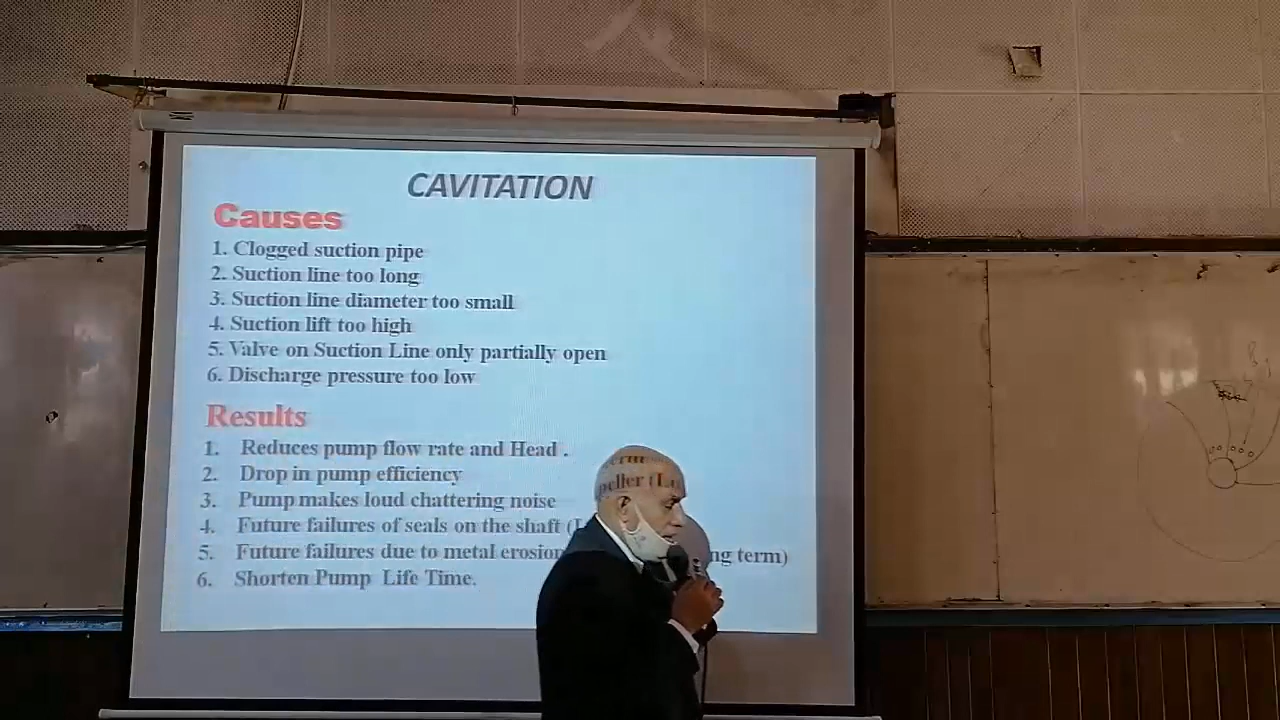 CAVITATION
Causes
1. Clogged suction pipe
2. Suction line too long
3. Suction line diameter too small
4. Suction lift too high
5. Valve on Suction Line only partially open
6. Discharge pressure too low
Results
1. Reduces pump flow rate and Head .
2. Drop in pump efficiency
3. Pump makes loud chattering noise
4. Future failures of seals on the shaft
5. Future failures due to metal erosion term)
6. Shorten Pump Life Time.